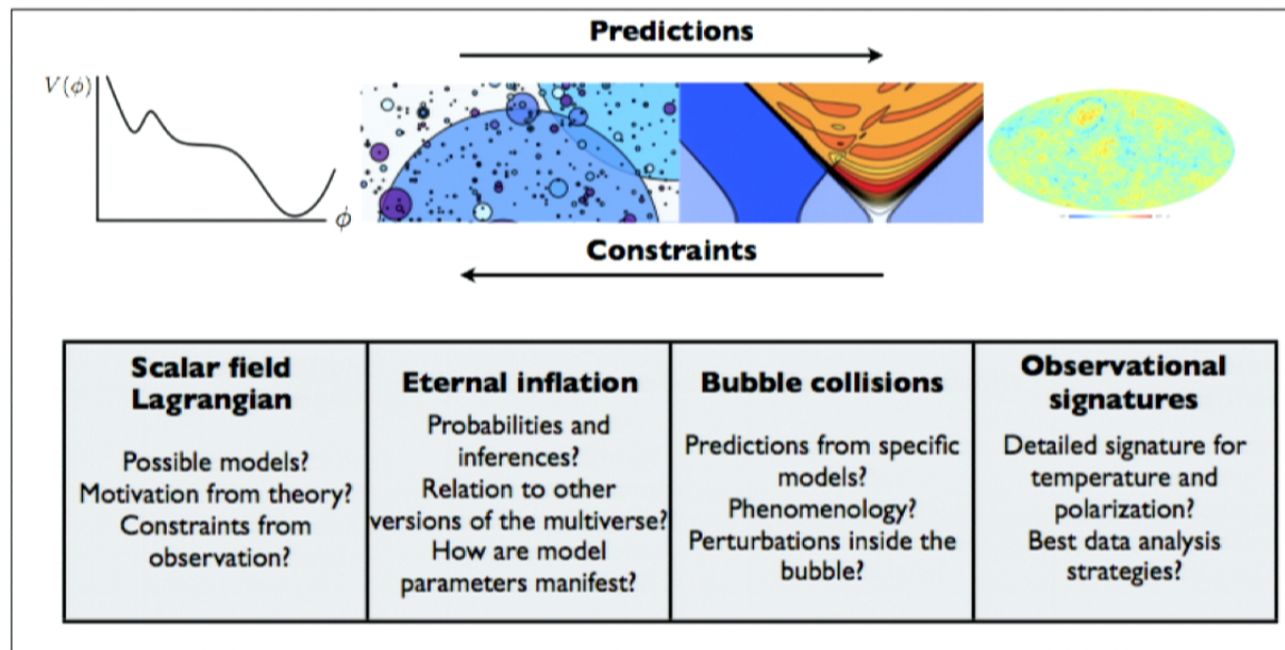 Predictions
V(ϕ)
ϕ
Constraints
Scalar field
Lagrangian
Possible models?
Motivation from theory?
Constraints from
observation?
Eternal inflation
Probabilities and
inferences?
Relation to other
versions of the multiverse?
How are model
parameters manifest?
Bubble collisions
Predictions from specific
models?
Phenomenology?
Perturbations inside the
bubble?
Observational
signatures
Detailed signature for
temperature and
polarization?
Best data analysis
strategies?